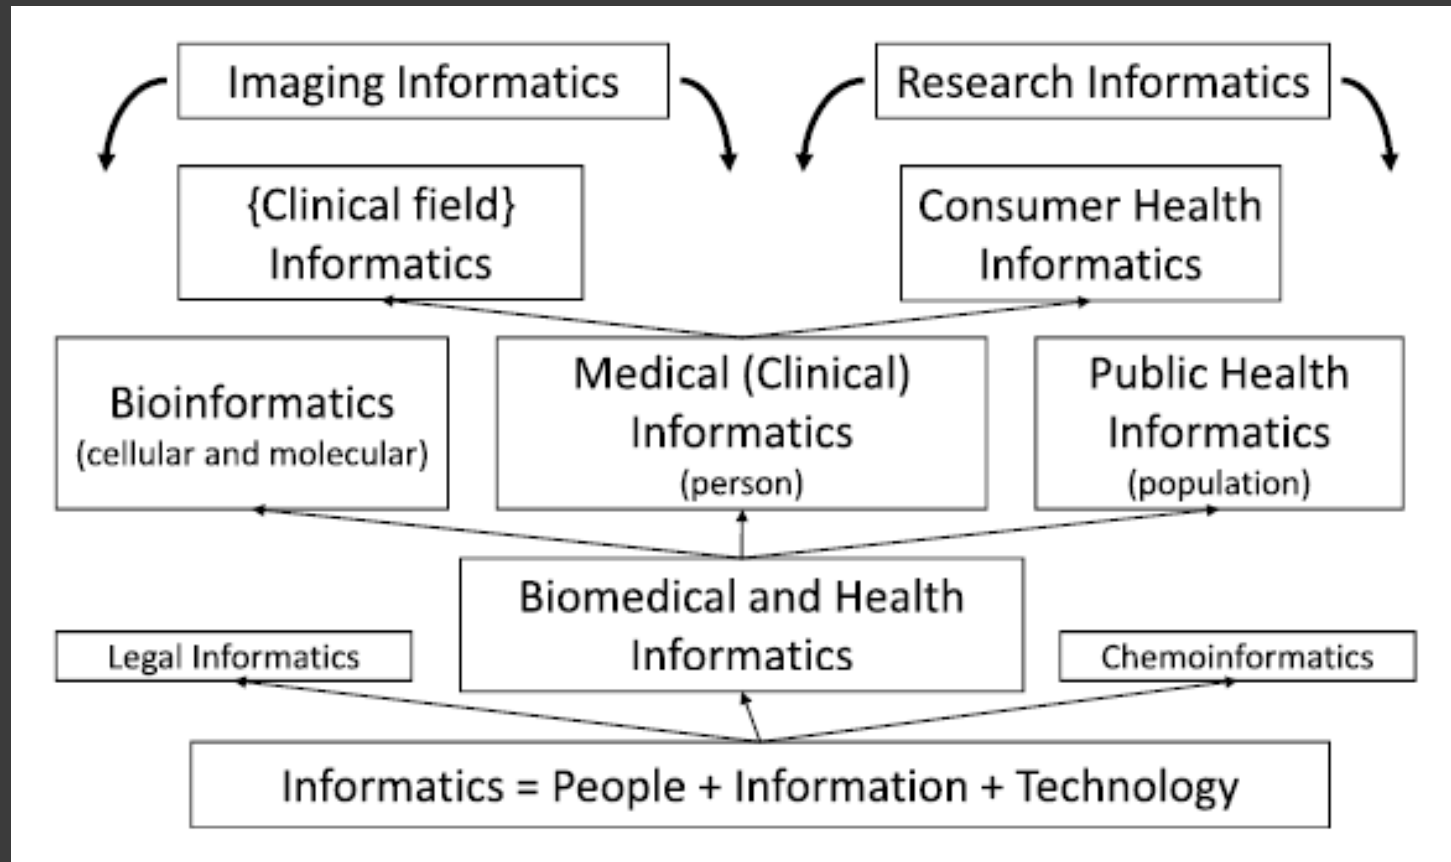 Imaging Informatics
Research Informatics
{Clinical field}
Informatics
Consumer Health
Informatics
Bioinformatics
(cellular and molecular)
Medical (Clinical)
Informatics
(person)
Public Health
Informatics
(population)
Biomedical and Health
Informatics
Legal Informatics
Chemoinformatics
Informatics = People + Information + Technology